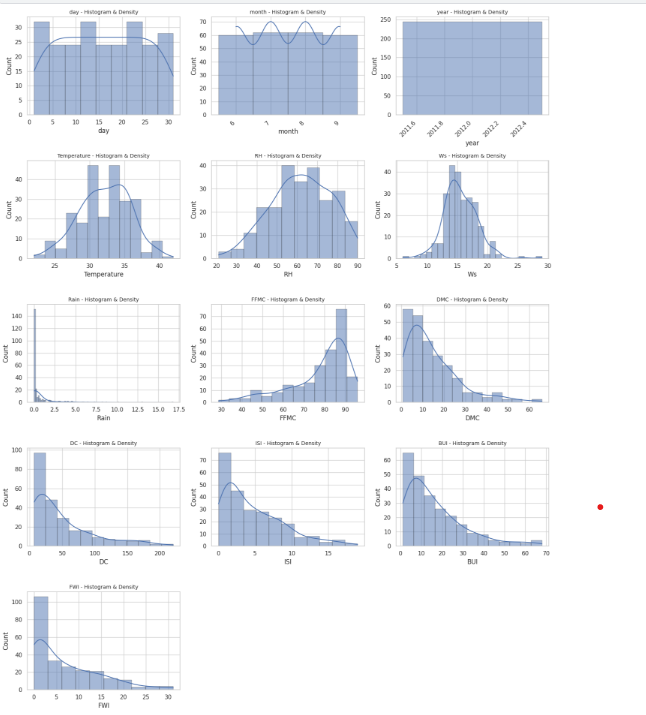 day - Histogram & Density
month - Histogram & Density
year - Histogram & Density
Count
30
25
20
15
10
5
0
0 5 10 15 20 25 30
day
Count
70
60
50
40
30
20
10
0
6 7 8 9
month
Count
250
200
150
100
50
0
2011.6 2011.8 2012.0 2012.2 2012.4
year
Temperature - Histogram & Density
RH - Histogram & Density
Ws - Histogram & Density
Count
40
30
20
10
0
25 30 35 40
Temperature
Count
40
30
20
10
0
20 30 40 50 60 70 80 90
RH
Count
40
30
20
10
0
5 10 15 20 25 30
Ws
Rain - Histogram & Density
FFMC - Histogram & Density
DMC - Histogram & Density
Count
140
120
100
80
60
40
20
0
0.0 2.5 5.0 7.5 10.0 12.5 15.0 17.5
Rain
Count
70
60
50
40
30
20
10
0
30 40 50 60 70 80 90
FFMC
Count
60
50
40
30
20
10
0
0 10 20 30 40 50 60
DMC
DC - Histogram & Density
ISI - Histogram & Density
BUI - Histogram & Density
Count
100
80
60
40
20
0
0 50 100 150 200
DC
Count
70
60
50
40
30
20
10
0
0 5 10 15
ISI
Count
60
50
40
30
20
10
0
0 10 20 30 40 50 60 70
BUI
FWI - Histogram & Density
Count
100
80
60
40
20
0
0 5 10 15 20 25 30
FWI